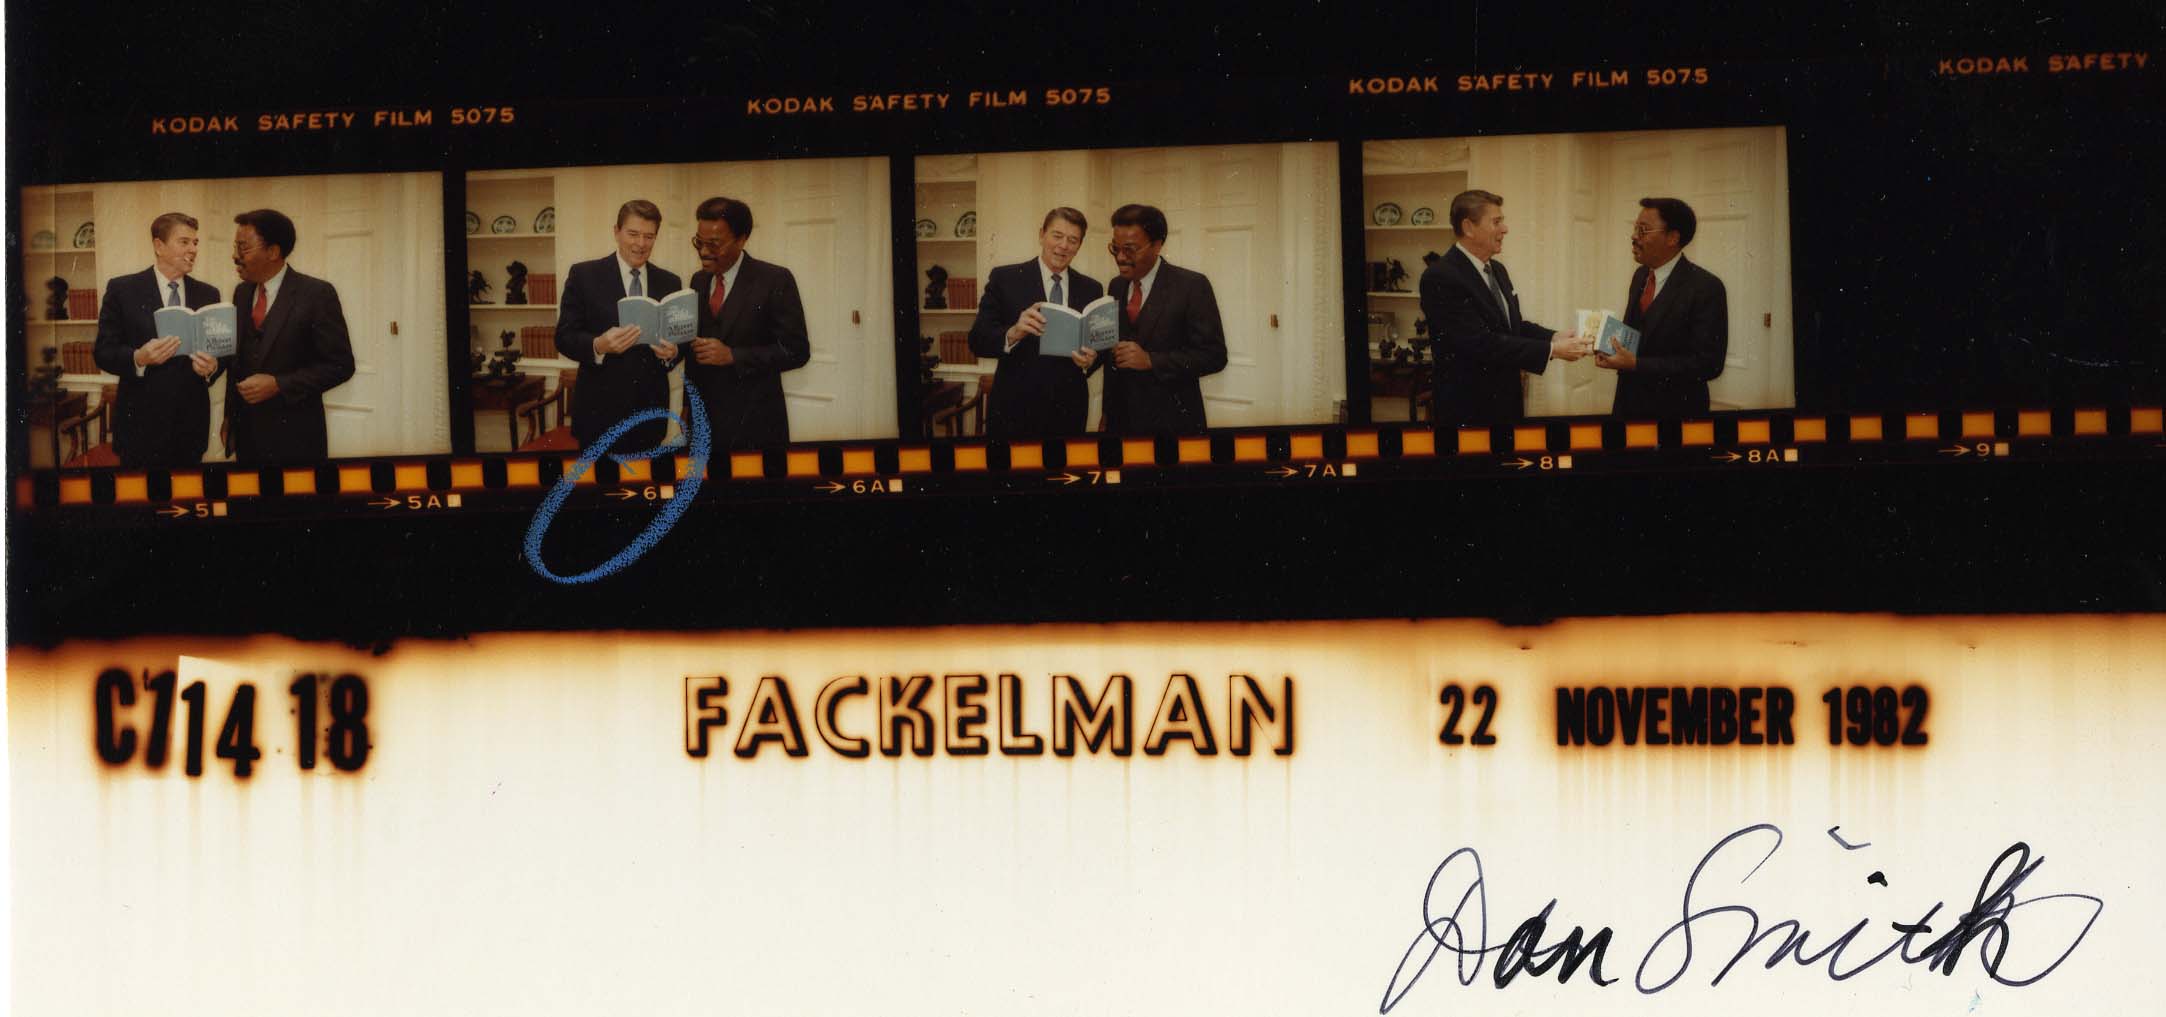 KODAK SAFETY FILM 5075
KODAK SAFETY FILM 5075
KODAK SAFETY FILM 5075
KODAK SAFETY
→5
→5A
→6
→6A
→7
→7A
→8
→8A
→9
C714 18
FACKELMAN
22 NOVEMBER 1982
Dan Smith